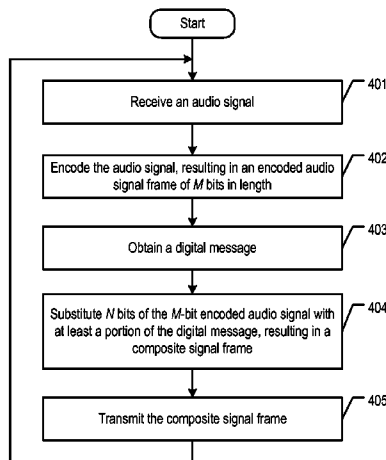 Start
401
Receive an audio signal
402
Encode the audio signal, resulting in an encoded audio
signal frame of M bits in length
403
Obtain a digital message
404
Substitute N bits of the M-bit encoded audio signal with
at least a portion of the digital message, resulting in a
composite signal frame
405
Transmit the composite signal frame